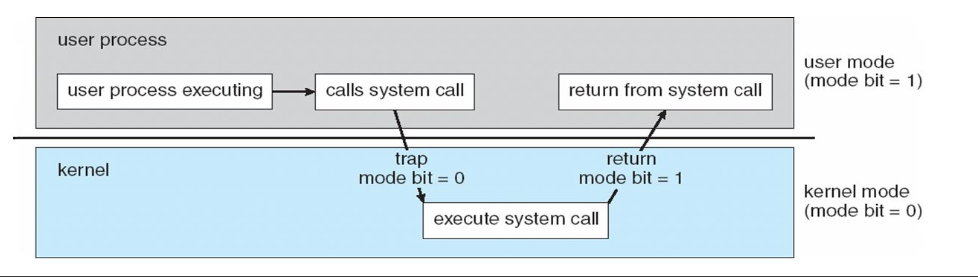 user process
user process executing
calls system call
return from system call
user mode
(mode bit = 1)
trap
mode bit = 0
return
mode bit = 1
kernel
execute system call
kernel mode
(mode bit = 0)